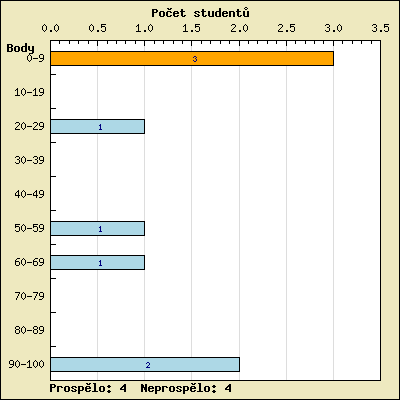 Počet studentů
0.0 0.5 1.0 1.5 2.0 2.5 3.0 3.5
Body
0-9 3
10-19
20-29 1
30-39
40-49
50-59 1
60-69 1
70-79
80-89
90-100 2
Prospělo: 4 Neprospělo: 4